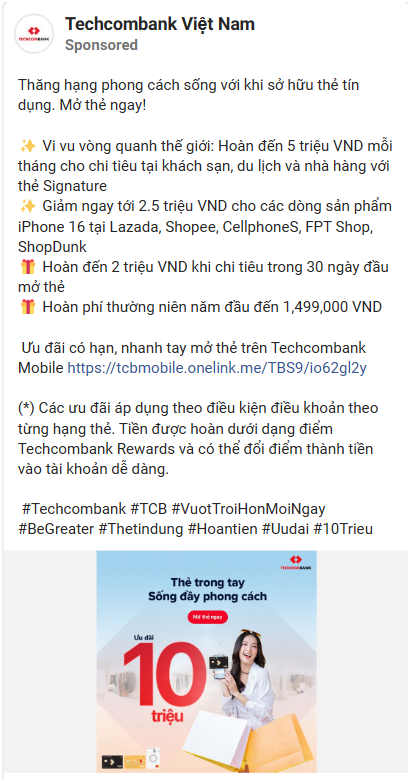 TECHCOMBANK
Techcombank Việt Nam
Sponsored
Thăng hạng phong cách sống với khi sở hữu thẻ tín
dụng. Mở thẻ ngay!
✨ Vi vu vòng quanh thế giới: Hoàn đến 5 triệu VND mỗi
tháng cho chi tiêu tại khách sạn, du lịch và nhà hàng với
thẻ Signature
✨ Giảm ngay tới 2.5 triệu VND cho các dòng sản phẩm
iPhone 16 tại Lazada, Shopee, CellphoneS, FPT Shop,
ShopDunk
🎁 Hoàn đến 2 triệu VND khi chi tiêu trong 30 ngày đầu
mở thẻ
🎁 Hoàn phí thường niên năm đầu đến 1,499,000 VND
Ưu đãi có hạn, nhanh tay mở thẻ trên Techcombank
Mobile https://tcbmobile.onelink.me/TBS9/io62gl2y
(*) Các ưu đãi áp dụng theo điều kiện điều khoản theo
từng hạng thẻ. Tiền được hoàn dưới dạng điểm
Techcombank Rewards và có thể đổi điểm thành tiền
vào tài khoản dễ dàng.
#Techcombank #TCB #VuotTroiHonMoiNgay
#BeGreater #Thetindung #Hoantien #Uudai #10Trieu
TECHCOMBANK
Thẻ trong tay
Sống đầy phong cách
Mở thẻ ngay
Ưu đãi
10
triệu